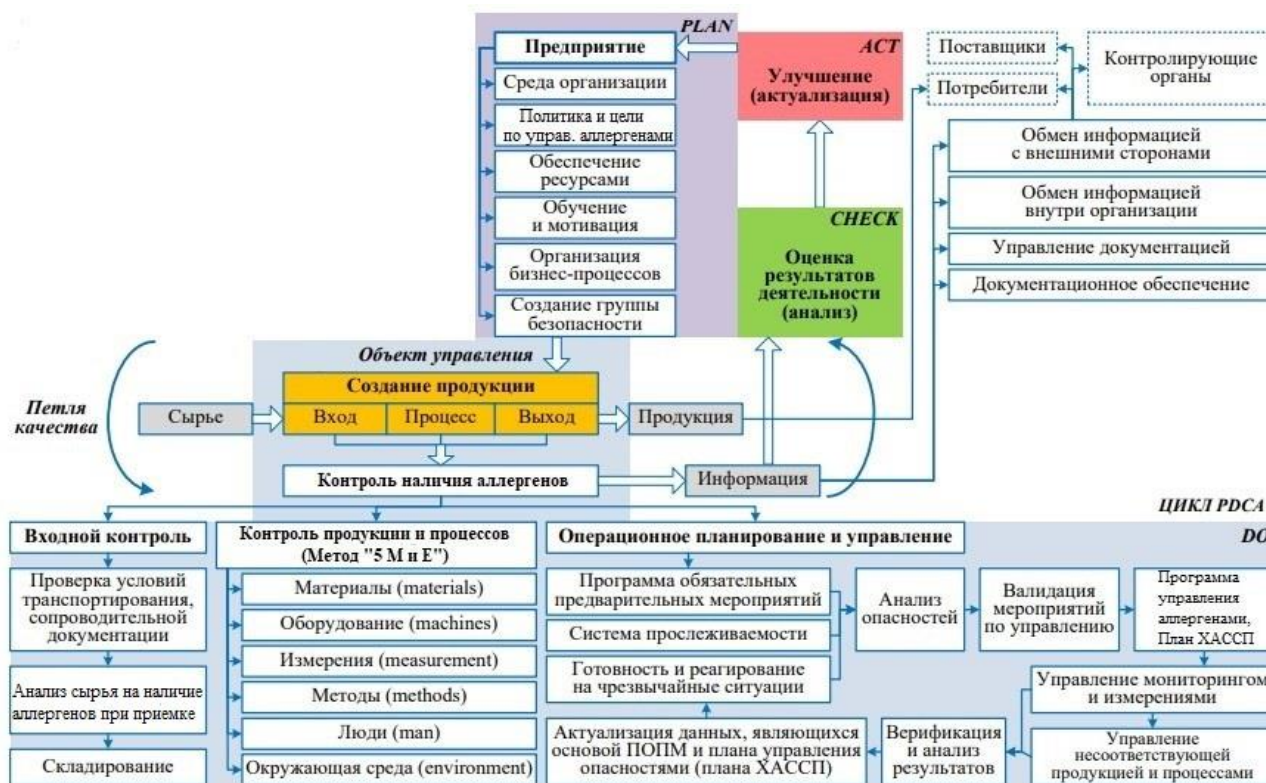 PLAN
Предприятие
Среда организации
Политика и цели
по управ. аллергенами
Обеспечение
ресурсами
Обучение
и мотивация
Организация
бизнес-процессов
Создание группы
безопасности
ACT
Улучшение
(актуализация)
CHECK
Оценка
результатов
деятельности
(анализ)
Поставщики
Потребители
Контролирующие
органы
Обмен информацией
с внешними сторонами
Обмен информацией
внутри организации
Управление документацией
Документационное обеспечение
Объект управления
Создание продукции
Вход
Процесс
Выход
Петля
качества
Сырье
Продукция
Контроль наличия аллергенов
Информация
ЦИКЛ PDCA
DO
Входной контроль
Проверка условий
транспортирования,
сопроводительной
документации
Анализ сырья на наличие
аллергенов при приемке
Складирование
Контроль продукции и процессов
(Метод "5 М и Е")
Материалы (materials)
Оборудование (machines)
Измерения (measurement)
Методы (methods)
Люди (man)
Окружающая среда (environment)
Операционное планирование и управление
Программа обязательных
предварительных мероприятий
Система прослеживаемости
Готовность и реагирование
на чрезвычайные ситуации
Актуализация данных, являющихся
основой ПОПМ и плана управления
опасностями (плана ХАССП)
Анализ
опасностей
Валидация
мероприятий
по управлению
Программа
управления
аллергенами,
План ХАССП
Управление мониторингом
и измерениями
Управление
несоответствующей
продукцией и процессами
Верификация
и анализ
результатов